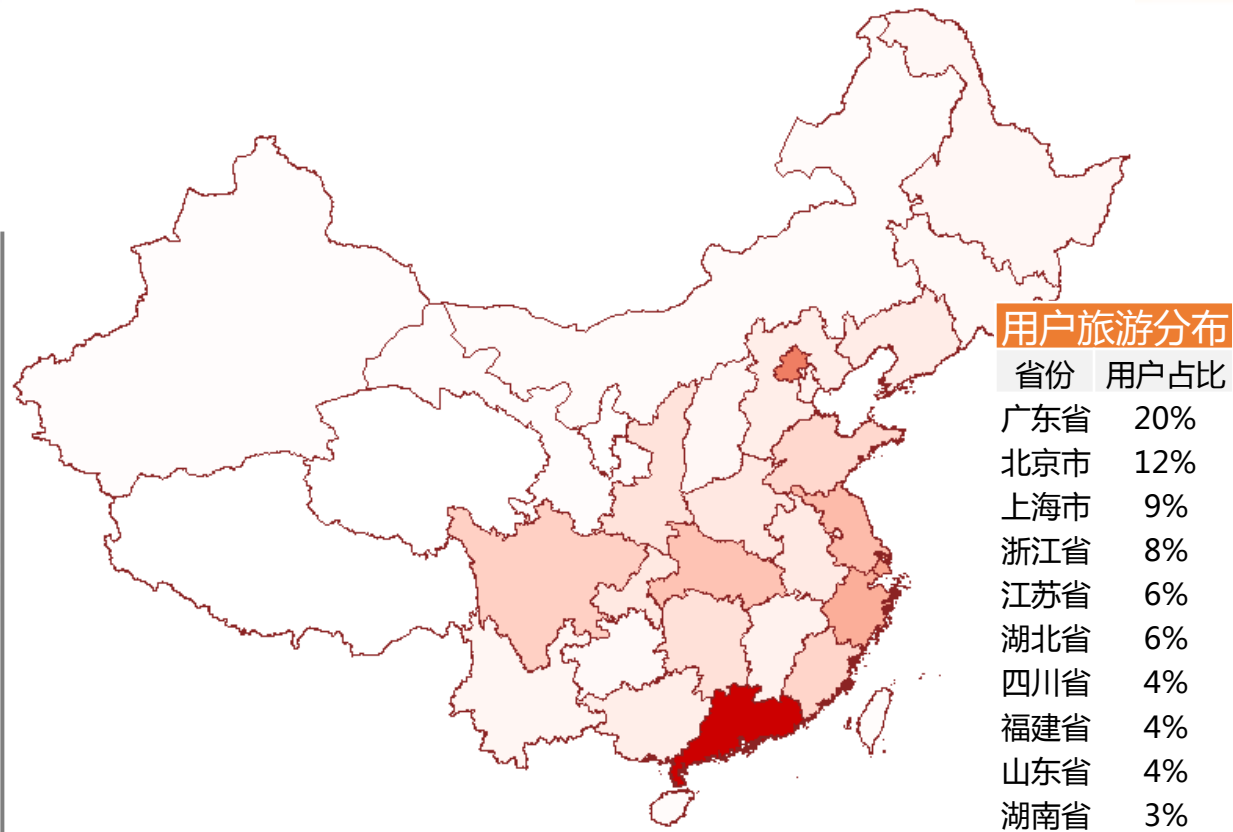 用户旅游分布
省份 用户占比
广东省 20%
北京市 12%
上海市 9%
浙江省 8%
江苏省 6%
湖北省 6%
四川省 4%
福建省 4%
山东省 4%
湖南省 3%